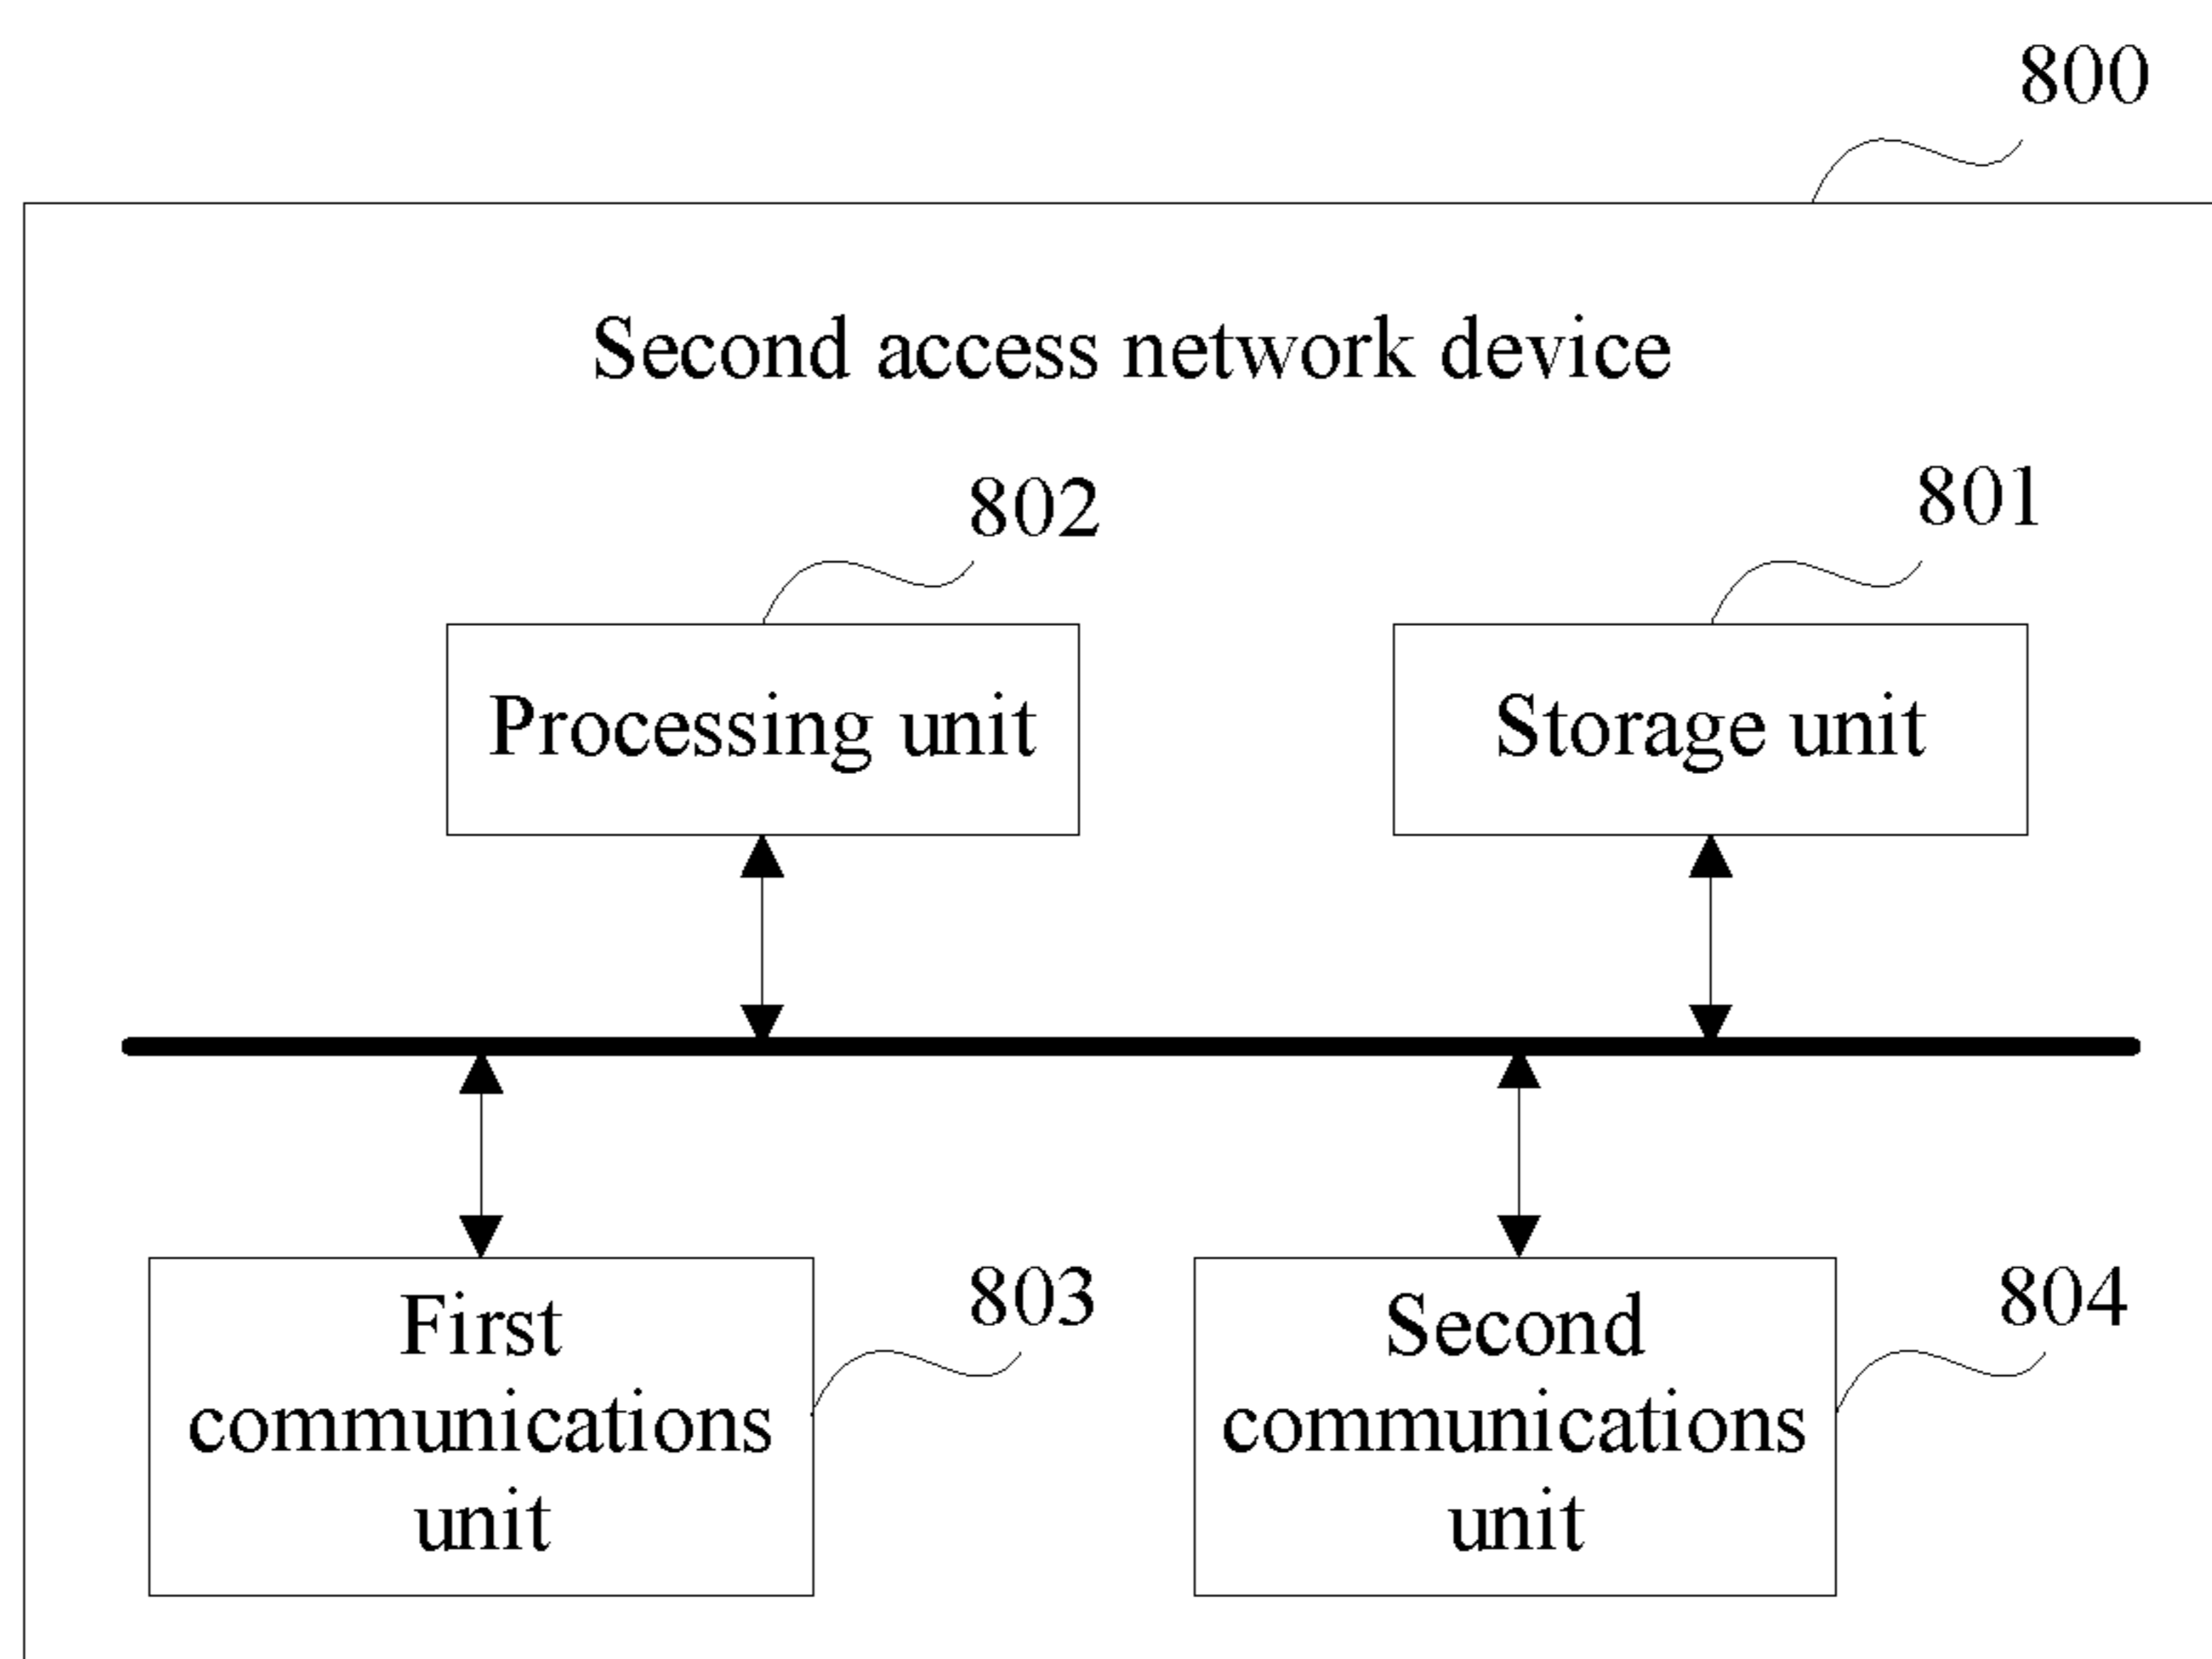 800
Second access network device
802
801
Processing unit
Storage unit
First
communications
unit
803
Second
communications
unit
804